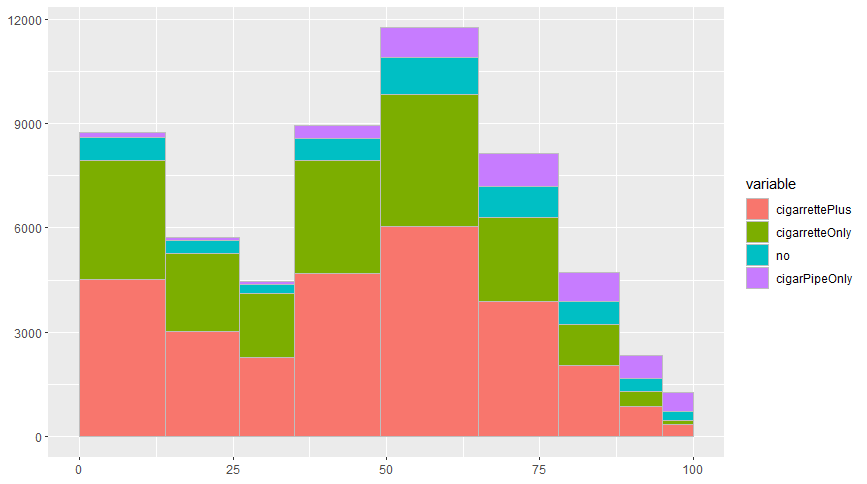 12000
9000
6000
3000
0
0 25 50 75 100
variable
cigarrettePlus
cigarretteOnly
no
cigarPipeOnly